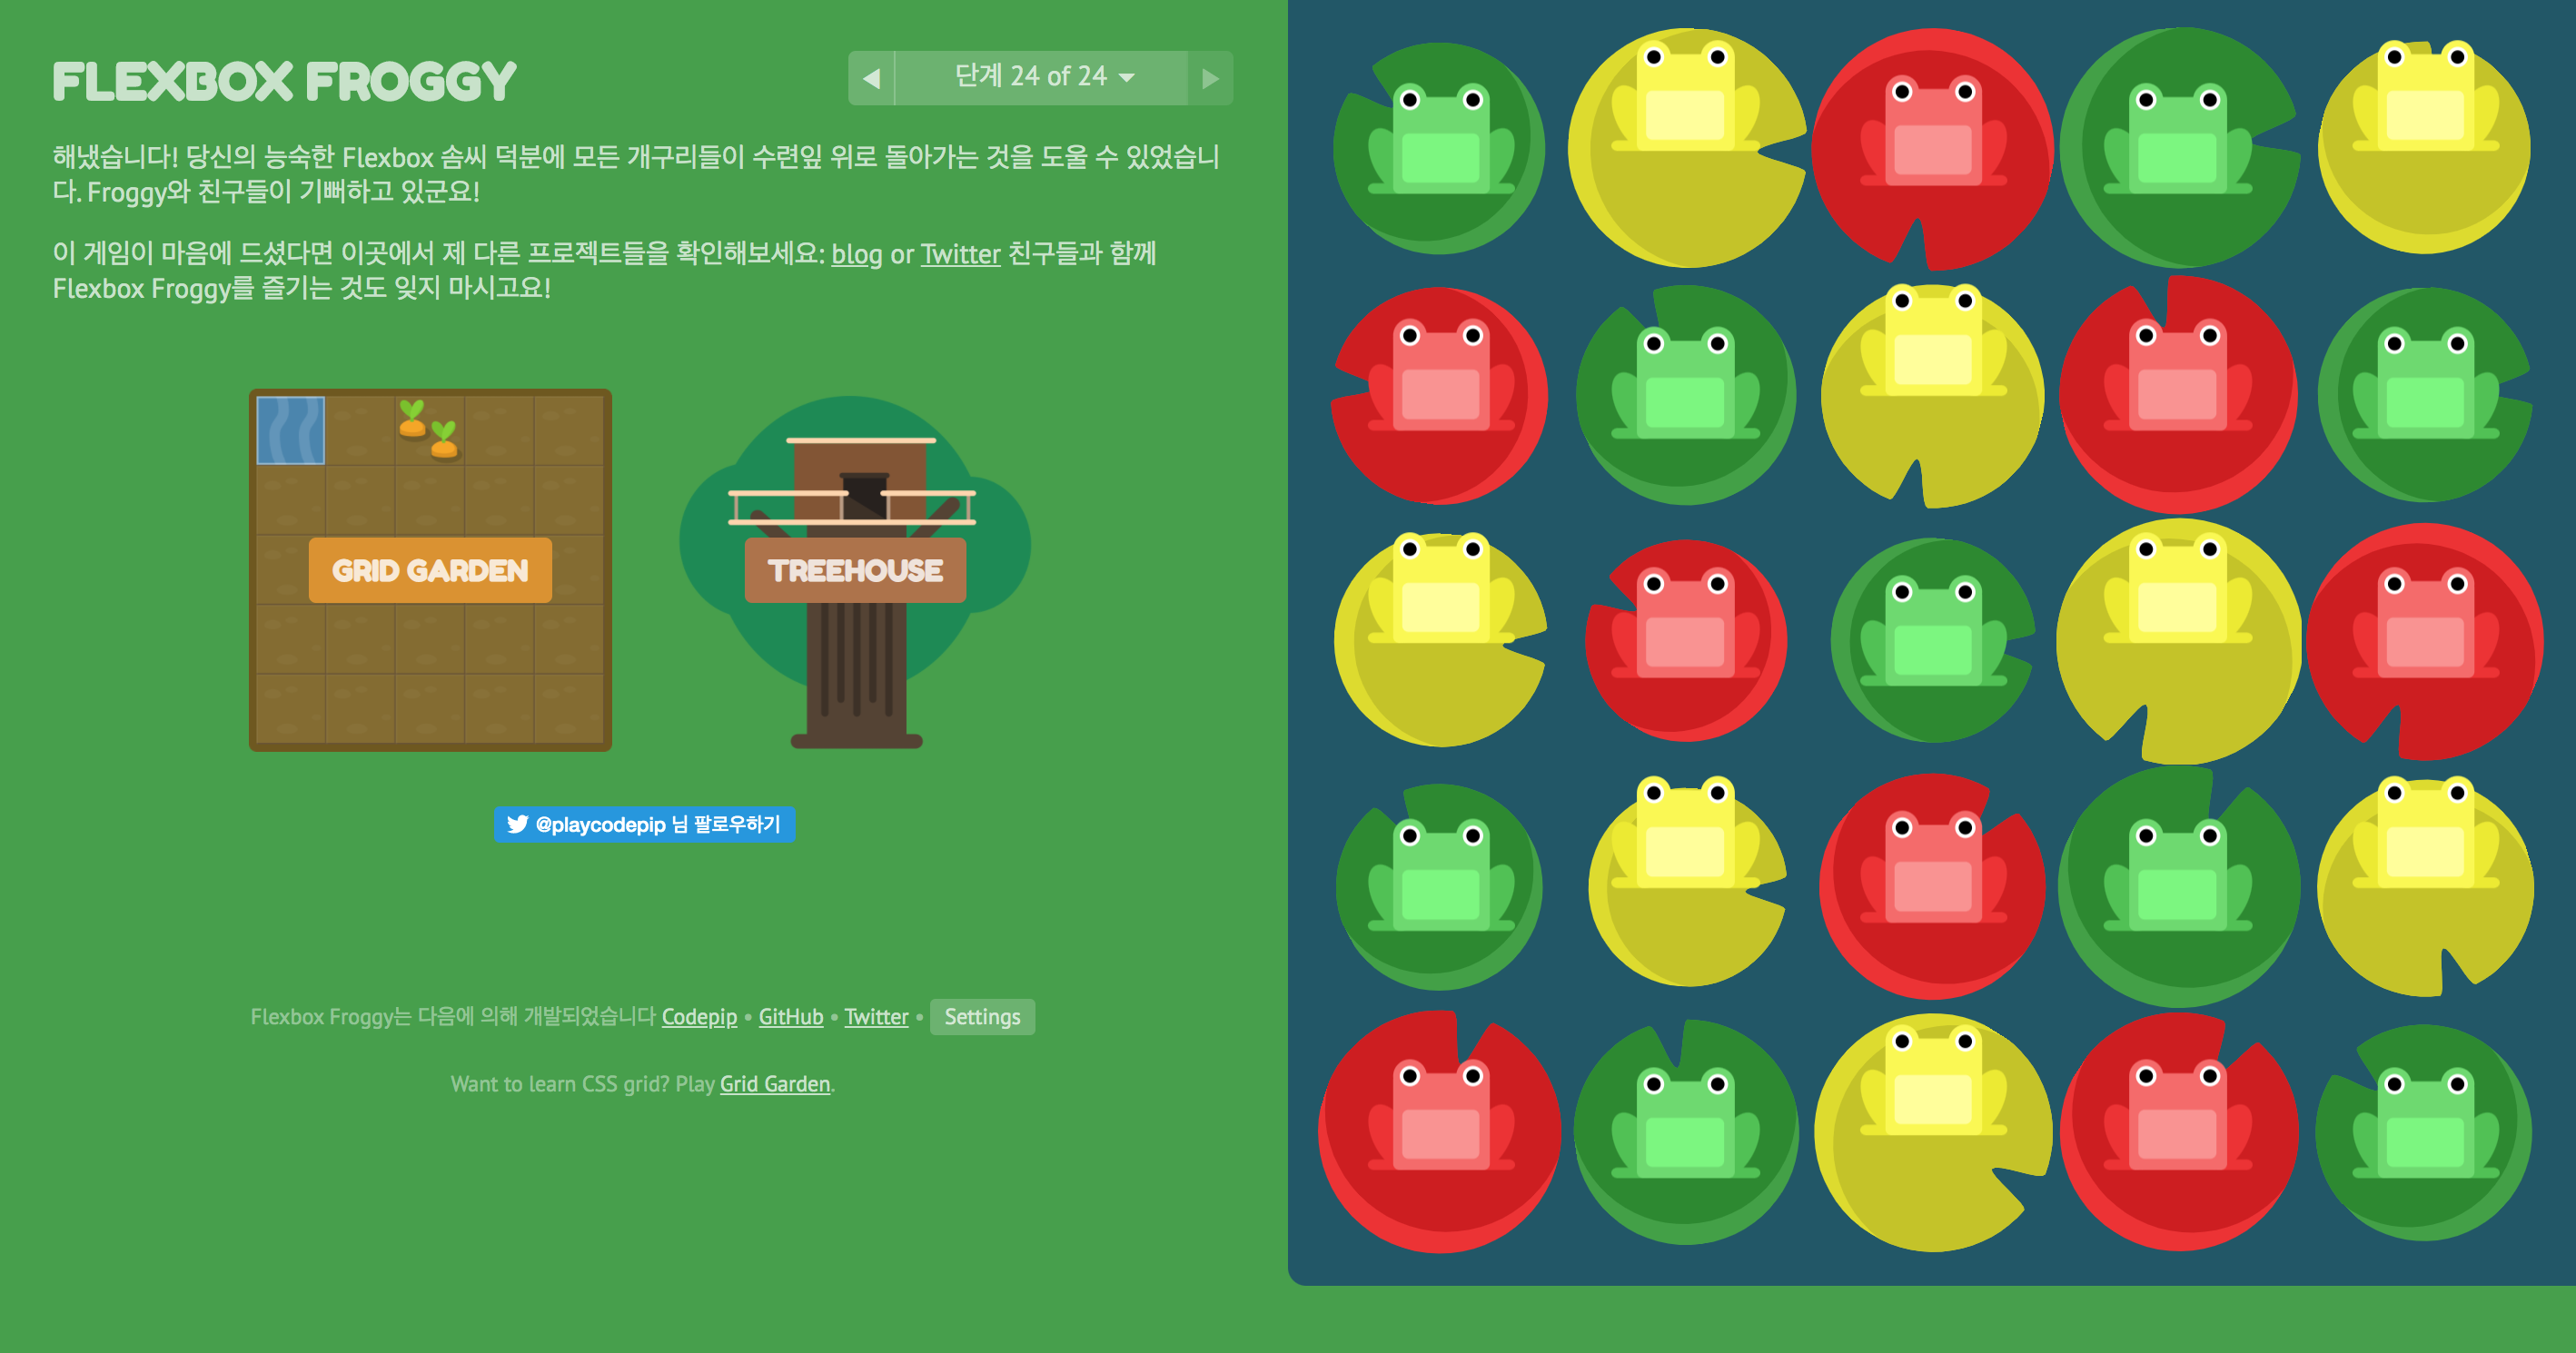 FLEXBOX FROGGY
단계 24 of 24
해냈습니다! 당신의 능숙한 Flexbox 솜씨 덕분에 모든 개구리들이 수련잎 위로 돌아가는 것을 도울 수 있었습니
다. Froggy와 친구들이 기뻐하고 있군요!
이 게임이 마음에 드셨다면 이곳에서 제 다른 프로젝트들을 확인해보세요: blog or Twitter 친구들과 함께
Flexbox Froggy를 즐기는 것도 잊지 마시고요!
GRID GARDEN
TREEHOUSE
@playcodepip 님 팔로우하기
Flexbox Froggy는 다음에 의해 개발되었습니다 Codepip • GitHub • Twitter • Settings
Want to learn CSS grid? Play Grid Garden.